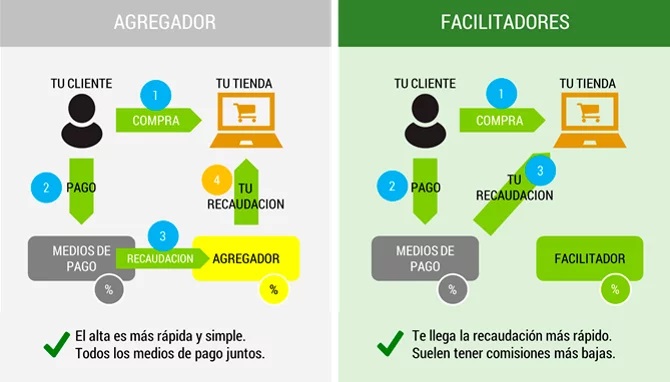 AGREGADOR
TU CLIENTE
TU TIENDA
1
COMPRA
2
PAGO
4
TU
RECAUDACION
MEDIOS DE
PAGO
%
3
RECAUDACION
AGREGADOR
%
El alta es más rápida y simple.
Todos los medios de pago juntos.
FACILITADORES
TU CLIENTE
TU TIENDA
1
COMPRA
2
PAGO
3
TU
RECAUDACION
MEDIOS DE
PAGO
%
FACILITADOR
%
Te llega la recaudación más rápido.
Suelen tener comisiones más bajas.